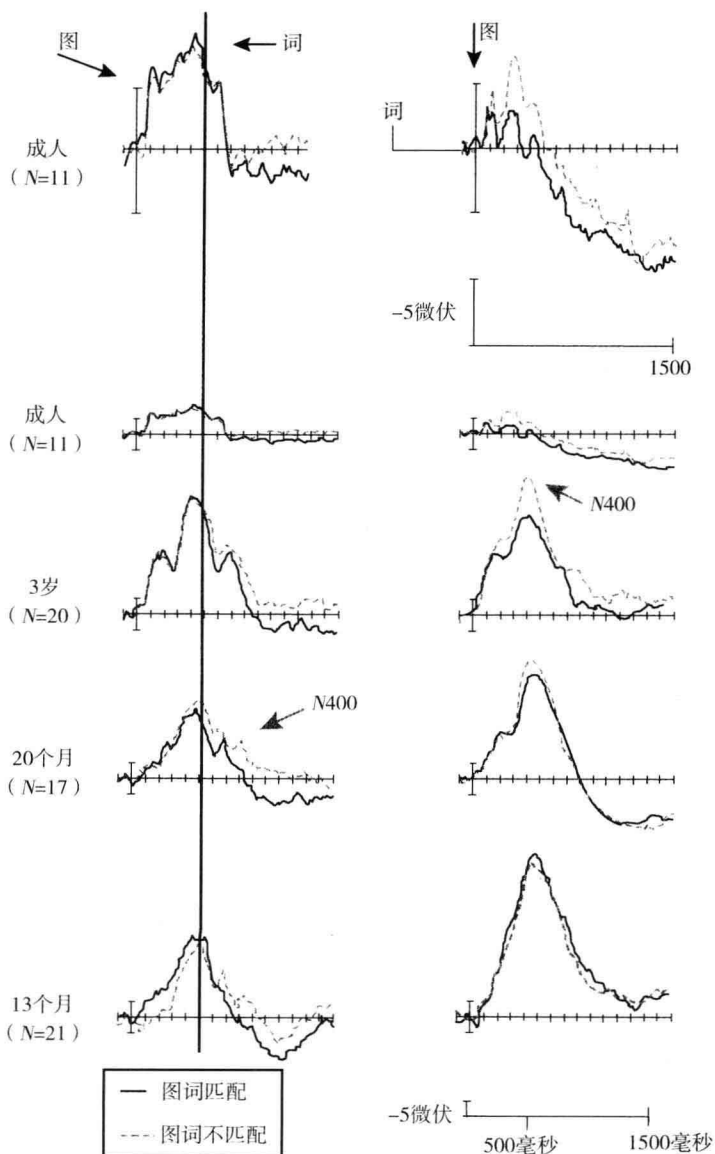 图
词
图
词
成人
（N=11）
-5微伏
1500
成人
（N=11）
N400
3岁
（N=20）
N400
20个月
（N=17）
13个月
（N=21）
图词匹配
图词不匹配
-5微伏
500毫秒
1500毫秒